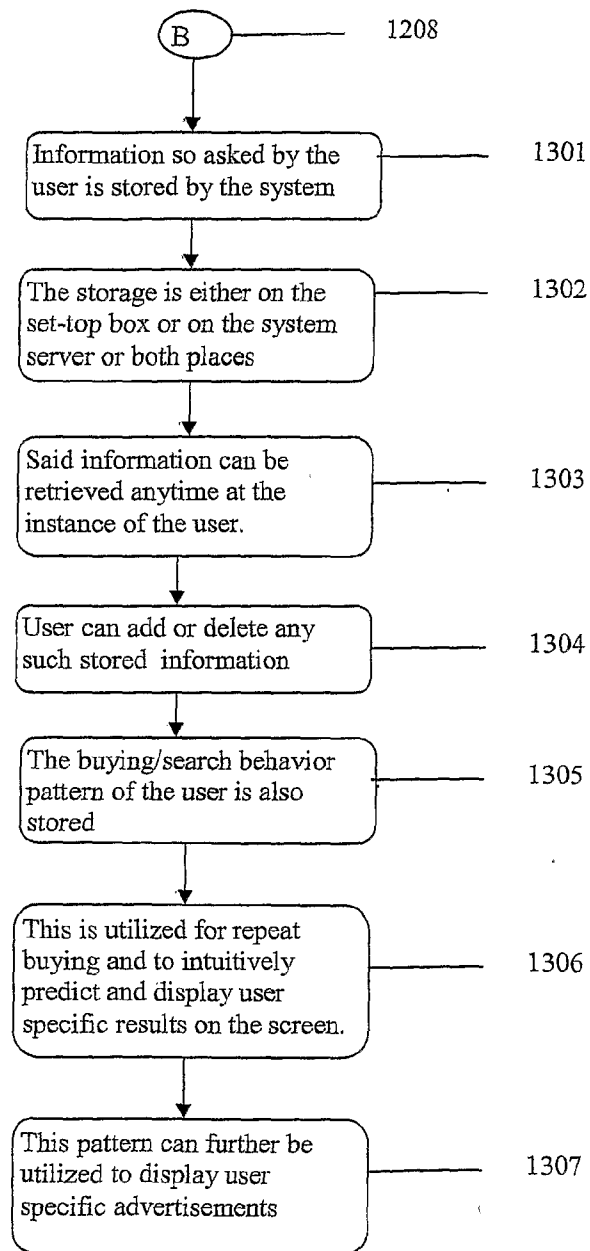 B 1208
Information so asked by the 1301
user is stored by the system
The storage is either on the 1302
set-top box or on the system
server or both places
Said information can be 1303
retrieved anytime at the
instance of the user.
User can add or delete any 1304
such stored information
The buying/search behavior 1305
pattern of the user is also
stored
This is utilized for repeat 1306
buying and to intuitively
predict and display user
specific results on the screen.
This pattern can further be 1307
utilized to display user
specific advertisements